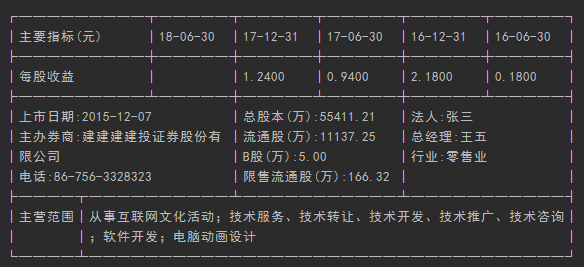 主要指标(元) 18-06-30 17-12-31 17-06-30 16-12-31 16-06-30
每股收益 1.2400 0.9400 2.1800 0.1800
上市日期:2015-12-07 总股本(万):55411.21 法人:张三
主办券商:建建建建投证券股份有 流通股(万):11137.25 总经理:王五
限公司 B股(万):5.00 行业:零售业
电话:86-756-3328323 限售流通股(万):166.32
主营范围 从事互联网文化活动；技术服务、技术转让、技术开发、技术推广、技术咨询
；软件开发；电脑动画设计